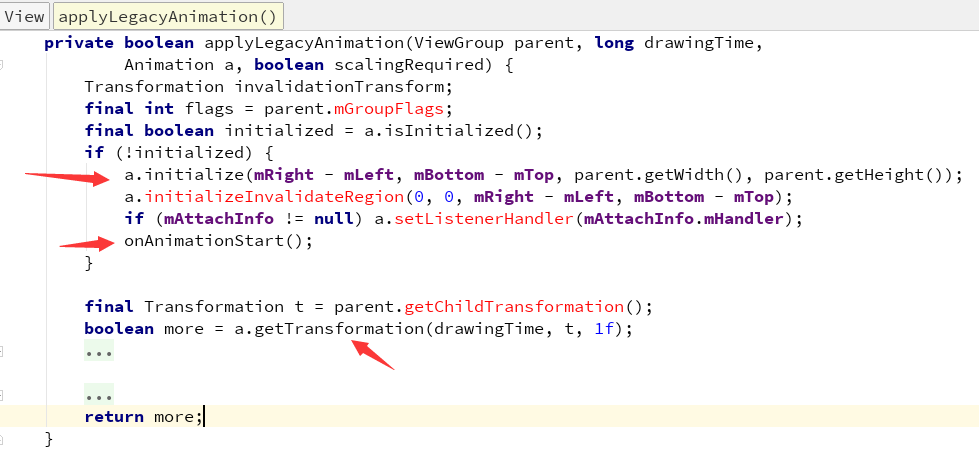 View applyLegacyAnimation()
private boolean applyLegacyAnimation(ViewGroup parent, long drawingTime,
        Animation a, boolean scalingRequired) {
    Transformation invalidationTransform;
    final int flags = parent.mGroupFlags;
    final boolean initialized = a.isInitialized();
    if (!initialized) {
        a.initialize(mRight - mLeft, mBottom - mTop, parent.getWidth(), parent.getHeight());
        a.initializeInvalidateRegion(0, 0, mRight - mLeft, mBottom - mTop);
        if (mAttachInfo != null) a.setListenerHandler(mAttachInfo.mHandler);
        onAnimationStart();
    }
    final Transformation t = parent.getChildTransformation();
    boolean more = a.getTransformation(drawingTime, t, 1f);
    ...
    ...
    return more;
}